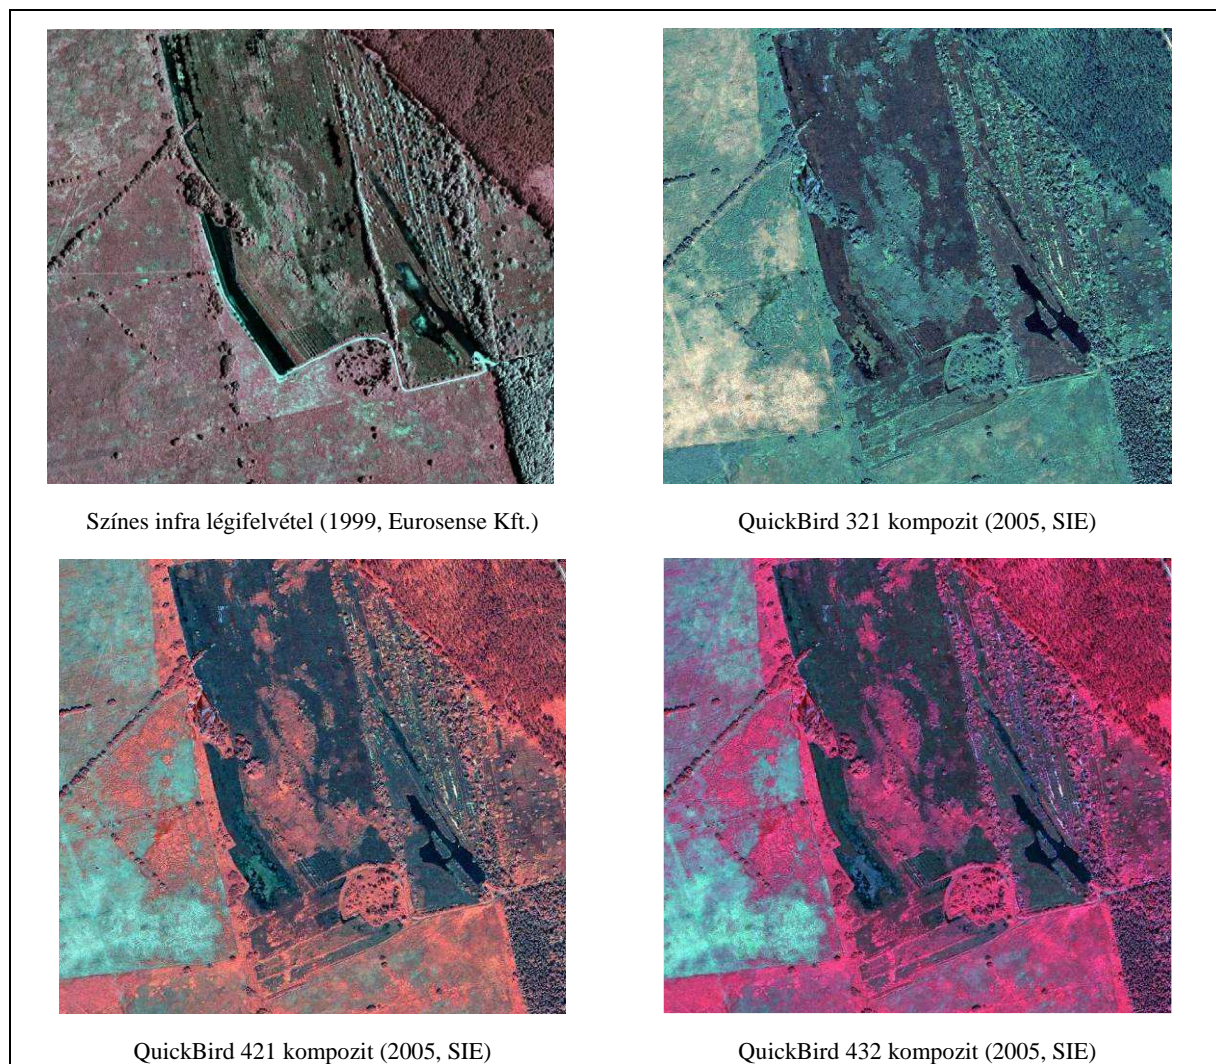 Színes infra légifelvétel (1999, Eurosense Kft.)
QuickBird 321 kompozit (2005, SIE)
QuickBird 421 kompozit (2005, SIE)
QuickBird 432 kompozit (2005, SIE)